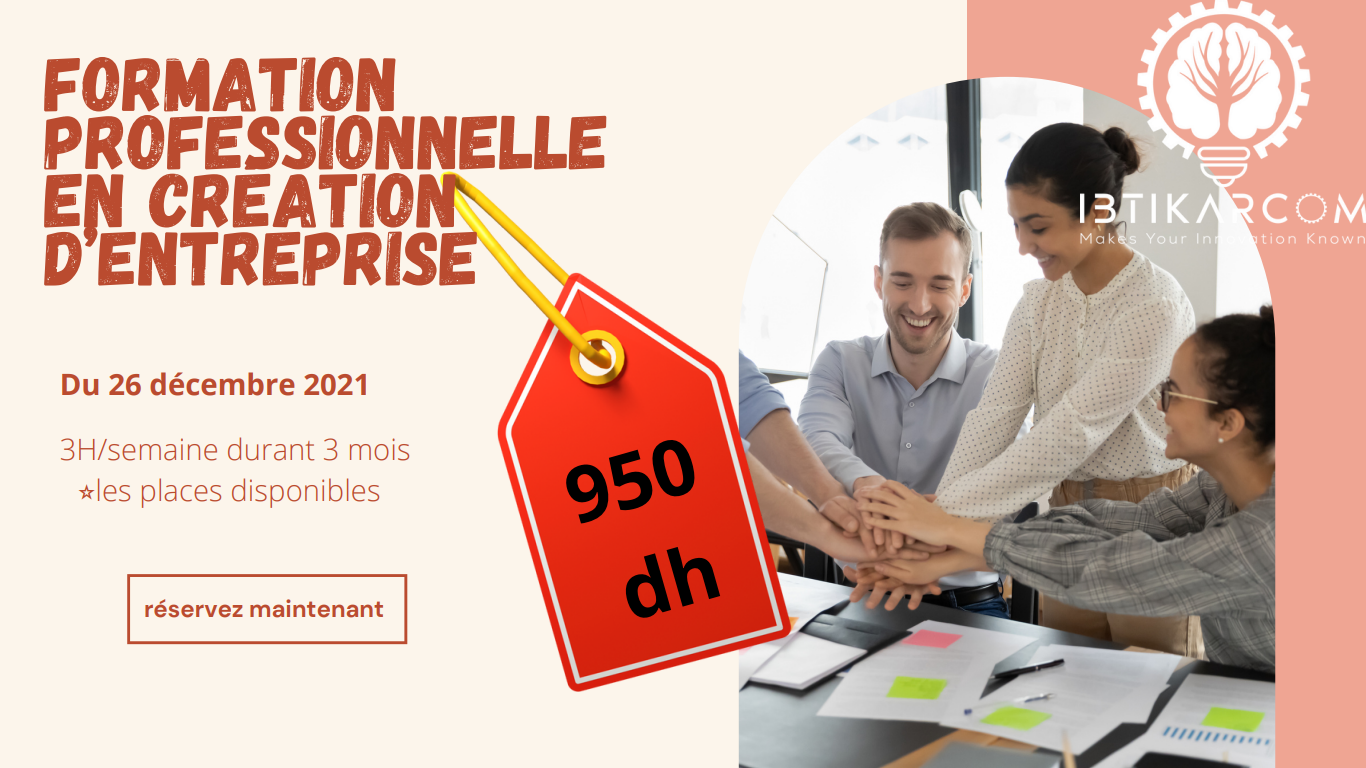 FORMATION
PROFESSIONNELLE
EN CREATION
D'ENTREPRISE
Du 26 décembre 2021
3H/semaine durant 3 mois
☆les places disponibles
réservez maintenant
950
dh
IBTIKARCOM
Makes Your Innovation Known